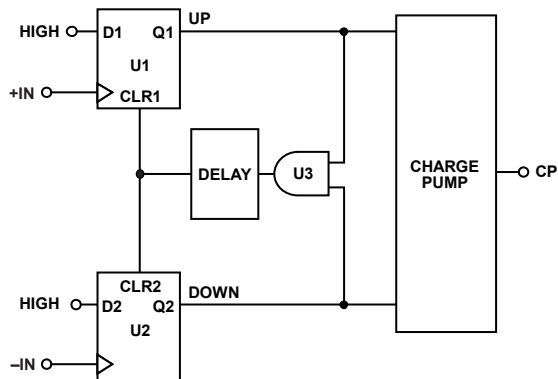 UP
HIGH
D1
Q1
U1
+IN
CLR1
DELAY
U3
CHARGE
PUMP
CP
CLR2
DOWN
HIGH
D2
Q2
U2
–IN